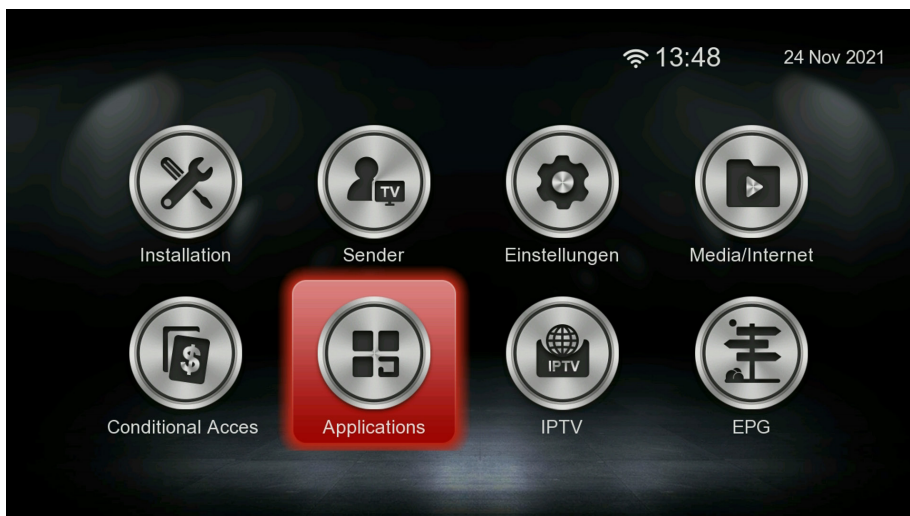 13:48 24 Nov 2021
TV
Installation Sender Einstellungen Media/Internet
$ IPTV
Conditional Acces Applications IPTV EPG